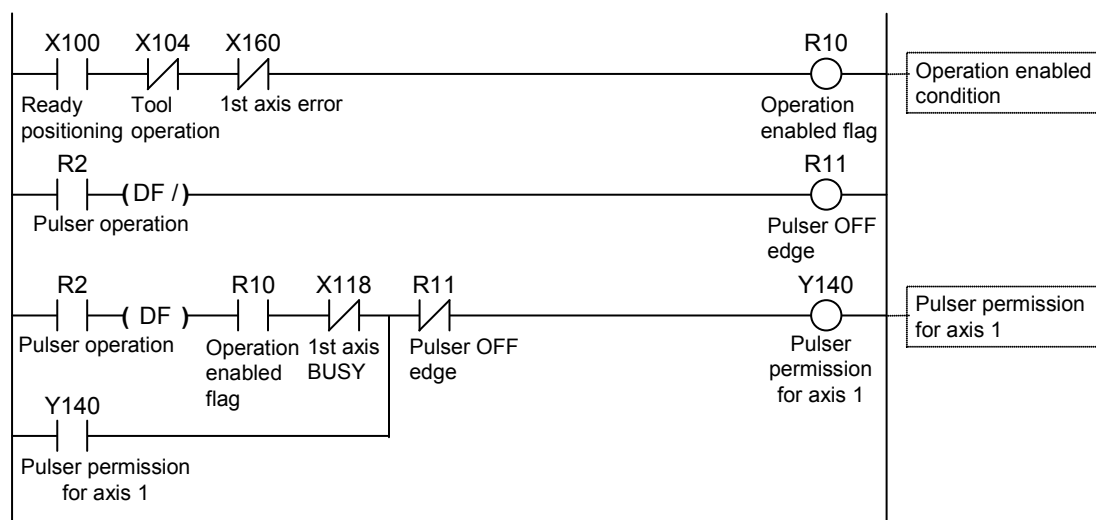 X100 X104 X160 R10
Ready positioning
Tool operation
1st axis error
Operation enabled flag
Operation enabled
condition
R2 R11
( DF / )
Pulser operation
Pulser OFF
edge
R2 R10 X118 R11 Y140
( DF )
Pulser operation
Operation
enabled
flag
1st axis
BUSY
Pulser OFF
edge
Pulser
permission
for axis 1
Pulser permission
for axis 1
Y140
Pulser permission
for axis 1